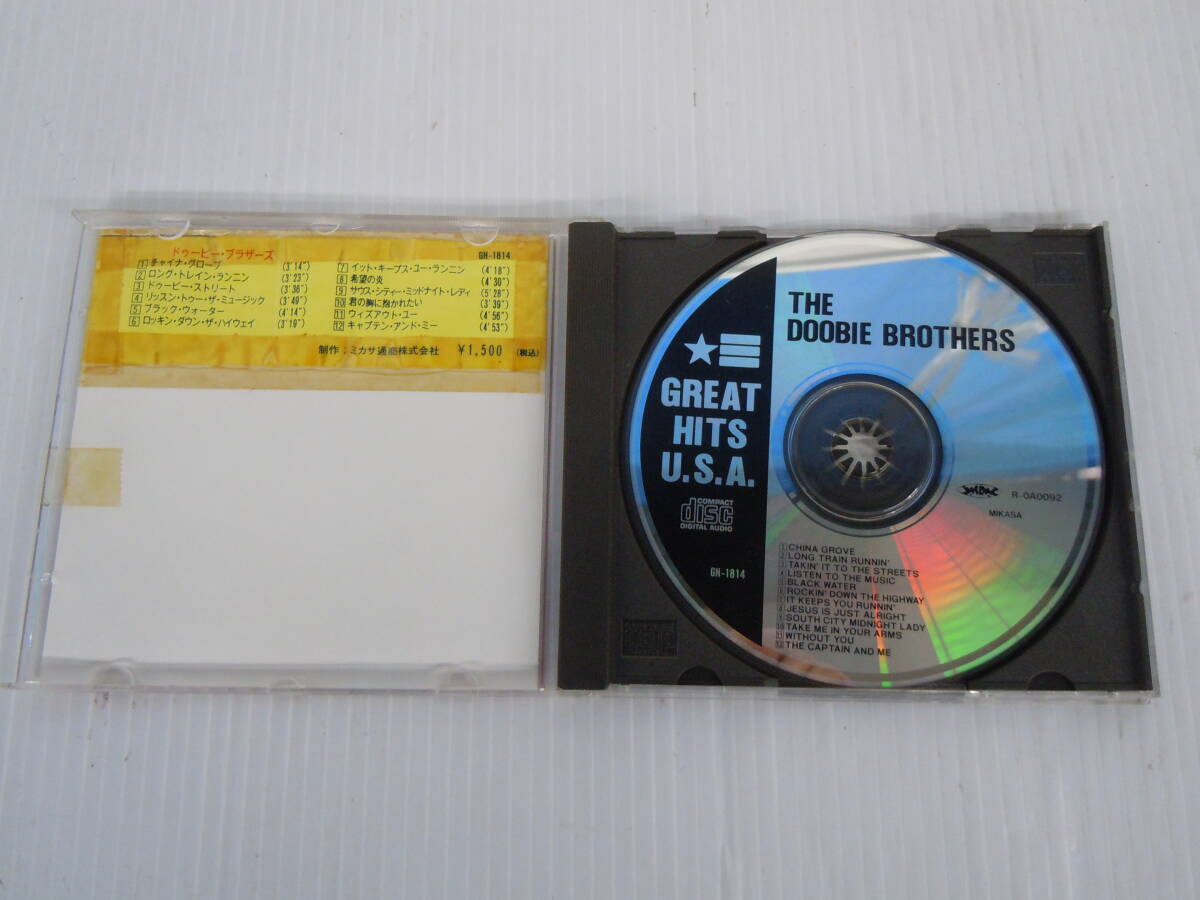 ドゥービー・ブラザーズ
GH-1814
1 チャイナ・グローブ (3'14")
2 ロング・トレイン・ランニン (3'23")
3 ドゥービー・ストリート (3'36")
4 リッスン・トゥー・ザ・ミュージック (3'49")
5 ブラック・ウォーター (4'14")
6 ロッキン・ダウン・ザ・ハイウェイ (3'19")
7 イット・キープス・ユー・ランニン (4'18")
8 希望の炎 (4'30")
9 サウス・シティー・ミッドナイト・レディ (5'28")
10 君の胸に抱かれたい (3'39")
11 ウィズアウト・ユー (4'56")
12 キャプテン・アンド・ミー (4'53")
制作:ミカサ通商株式会社 ¥1,500 (税込)
THE
DOOBIE BROTHERS
GREAT
HITS
U.S.A.
COMPACT
disc
DIGITAL AUDIO
GH-1814
R-0A0092
MIKASA
1 CHINA GROVE
2 LONG TRAIN RUNNIN'
3 TAKIN' IT TO THE STREETS
4 LISTEN TO THE MUSIC
5 BLACK WATER
6 ROCKIN' DOWN THE HIGHWAY
7 IT KEEPS YOU RUNNIN'
8 JESUS IS JUST ALRIGHT
9 SOUTH CITY MIDNIGHT LADY
10 TAKE ME IN YOUR ARMS
11 WITHOUT YOU
12 THE CAPTAIN AND ME